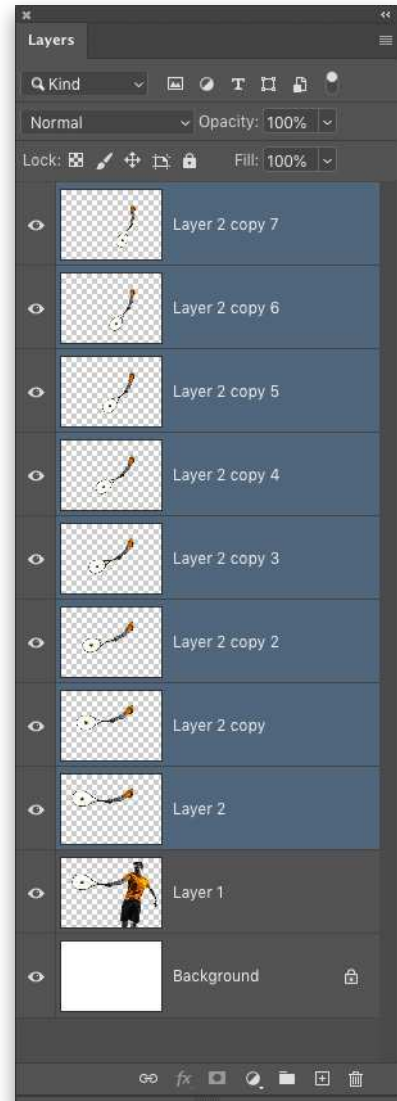 Layers
Kind
Normal Opacity: 100%
Lock: Fill: 100%
Layer 2 copy 7
Layer 2 copy 6
Layer 2 copy 5
Layer 2 copy 4
Layer 2 copy 3
Layer 2 copy 2
Layer 2 copy
Layer 2
Layer 1
Background
fx